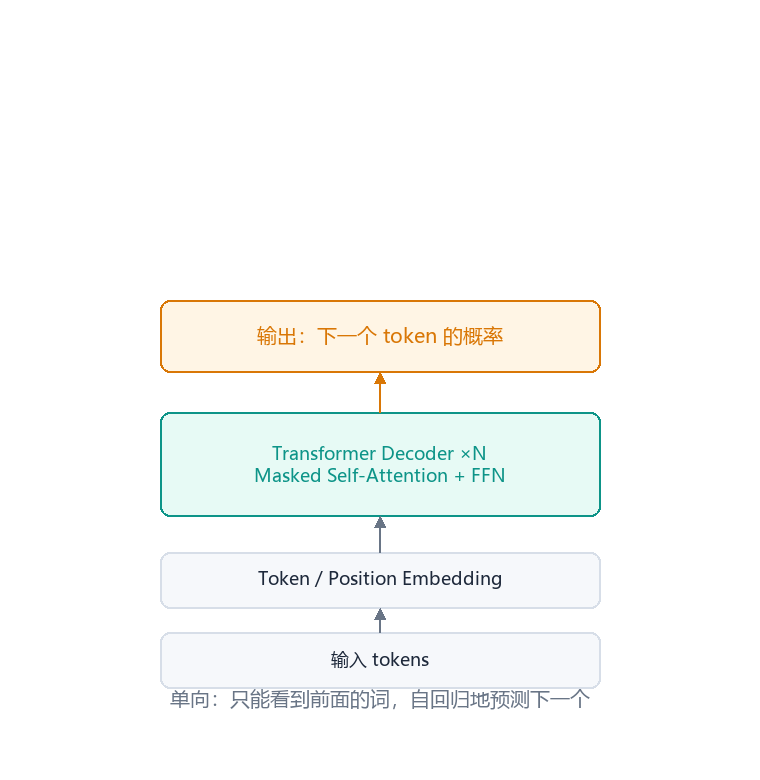 输出：下一个 token 的概率
Transformer Decoder ×N
Masked Self-Attention + FFN
Token / Position Embedding
输入 tokens
单向：只能看到前面的词，自回归地预测下一个